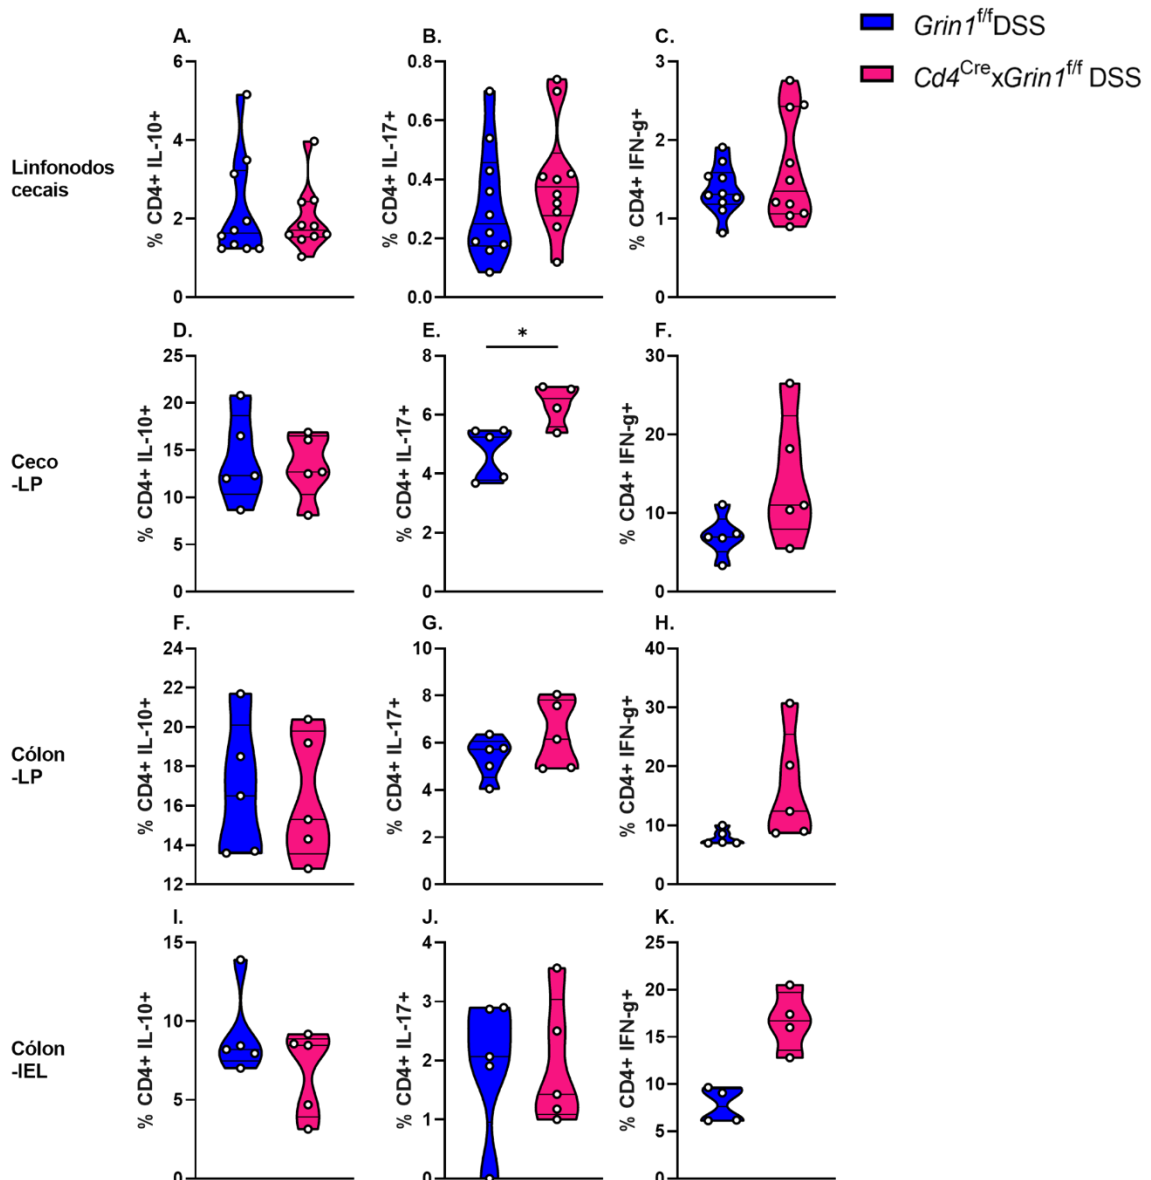 Grin1f/fDSS
Cd4CrexGrin1f/f DSS
A.
B.
C.
Linfonodos
cecais
% CD4+ IL-10+
6
4
2
0
% CD4+ IL-17+
0.8
0.6
0.4
0.2
0.0
% CD4+ IFN-g+
3
2
1
0
D.
E.
F.
Ceco
-LP
% CD4+ IL-10+
25
20
15
10
5
0
% CD4+ IL-17+
8
6
4
2
0
*
% CD4+ IFN-g+
30
20
10
0
F.
G.
H.
Cólon
-LP
% CD4+ IL-10+
24
22
20
18
16
14
12
% CD4+ IL-17+
10
8
6
4
2
0
% CD4+ IFN-g+
40
30
20
10
0
I.
J.
K.
Cólon
-IEL
% CD4+ IL-10+
15
10
5
0
% CD4+ IL-17+
4
3
2
1
0
% CD4+ IFN-g+
25
20
15
10
5
0